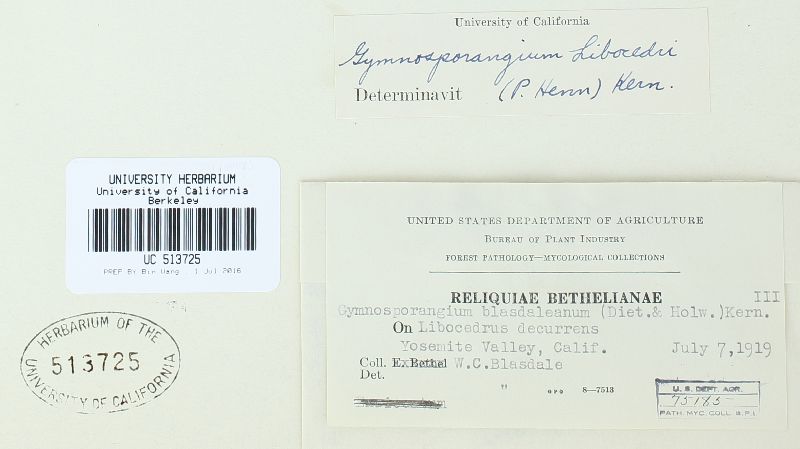 University of California
Gymnosporangium Libocedri
Determinavit (P. Henn) Kern.
UNIVERSITY HERBARIUM
University of California
Berkeley
UC 513725
PREP By Bin Wang . 1 Jul 2016
HERBARIUM OF THE
513725
UNIVERSITY OF CALIFORNIA
UNITED STATES DEPARTMENT OF AGRICULTURE
BUREAU OF PLANT INDUSTRY
FOREST PATHOLOGY—MYCOLOGICAL COLLECTIONS
RELIQUIAE BETHELIANAE III
Gymnosporangium blasdaleanum (Diet.& Holw.)Kern.
On Libocedrus decurrens
Yosemite Valley, Calif. July 7,1919
Coll. E. Bethel W.C.Blasdale
Det.
" GPO 8—7513
U. S. DEPT. AGR.
75185
PATH. MYC. COLL. B.P.I.